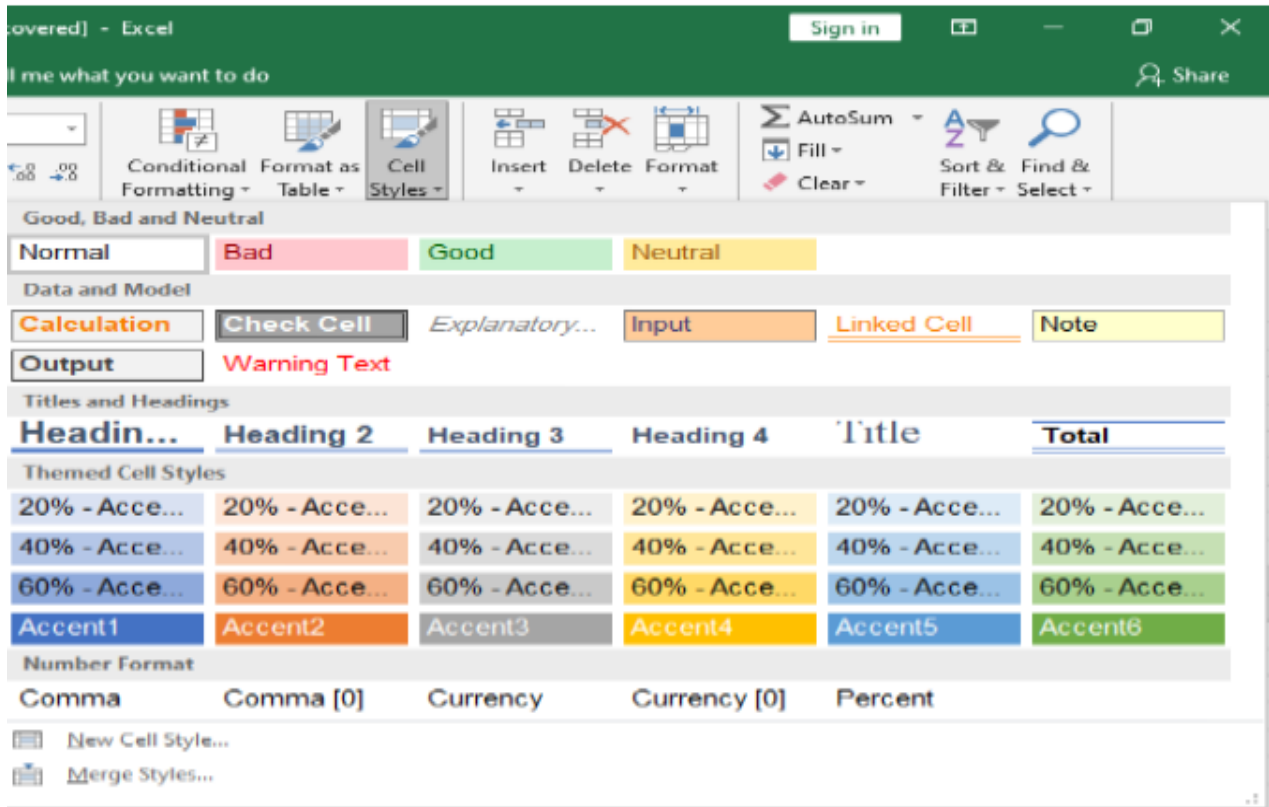 covered] - Excel Sign in
ll me what you want to do Share
Conditional Formatting Format as Table Cell Styles Insert Delete Format AutoSum Fill Clear Sort & Filter Find & Select
.00 .00
Good, Bad and Neutral
Normal Bad Good Neutral
Data and Model
Calculation Check Cell Explanatory... Input Linked Cell Note
Output Warning Text
Titles and Headings
Headin... Heading 2 Heading 3 Heading 4 Title Total
Themed Cell Styles
20% - Acce... 20% - Acce... 20% - Acce... 20% - Acce... 20% - Acce... 20% - Acce...
40% - Acce... 40% - Acce... 40% - Acce... 40% - Acce... 40% - Acce... 40% - Acce...
60% - Acce... 60% - Acce... 60% - Acce... 60% - Acce... 60% - Acce... 60% - Acce...
Accent1 Accent2 Accent3 Accent4 Accent5 Accent6
Number Format
Comma Comma [0] Currency Currency [0] Percent
New Cell Style...
Merge Styles...